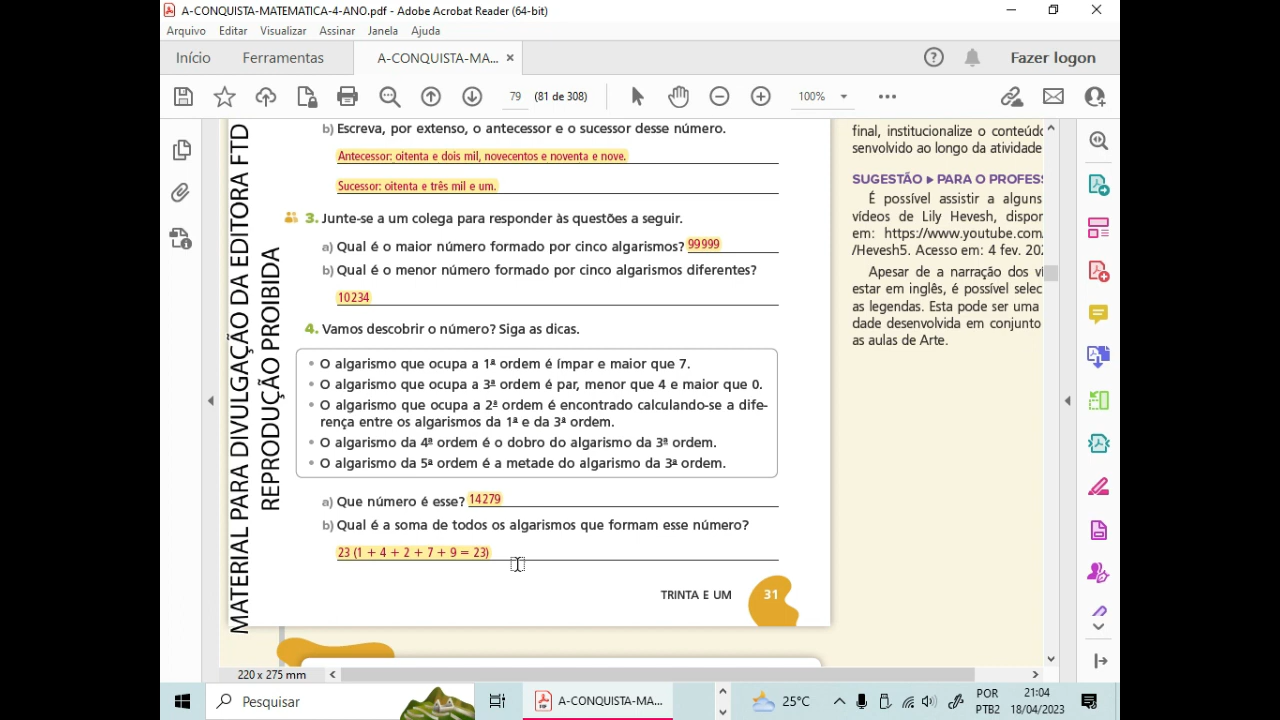 A-CONQUISTA-MATEMATICA-4-ANO.pdf - Adobe Acrobat Reader (64-bit)
Arquivo Editar Visualizar Assinar Janela Ajuda
Início Ferramentas A-CONQUISTA-MA... × Fazer logon
79 (81 de 308) 100%
MATERIAL PARA DIVULGAÇÃO DA EDITORA FTD
REPRODUÇÃO PROIBIDA
b) Escreva, por extenso, o antecessor e o sucessor desse número.
Antecessor: oitenta e dois mil, novecentos e noventa e nove.
Sucessor: oitenta e três mil e um.
3. Junte-se a um colega para responder às questões a seguir.
a) Qual é o maior número formado por cinco algarismos? 99999
b) Qual é o menor número formado por cinco algarismos diferentes?
10234
4. Vamos descobrir o número? Siga as dicas.
• O algarismo que ocupa a 1ª ordem é ímpar e maior que 7.
• O algarismo que ocupa a 3ª ordem é par, menor que 4 e maior que 0.
• O algarismo que ocupa a 2ª ordem é encontrado calculando-se a dife-
rença entre os algarismos da 1ª e da 3ª ordem.
• O algarismo da 4ª ordem é o dobro do algarismo da 3ª ordem.
• O algarismo da 5ª ordem é a metade do algarismo da 3ª ordem.
a) Que número é esse? 14279
b) Qual é a soma de todos os algarismos que formam esse número?
23 (1 + 4 + 2 + 7 + 9 = 23)
TRINTA E UM 31
final, institucionalize o conteúdo
senvolvido ao longo da atividade
SUGESTÃO ▸ PARA O PROFES
É possível assistir a alguns
vídeos de Lily Hevesh, dispon
em: https://www.youtube.com
/Hevesh5. Acesso em: 4 fev. 202
Apesar de a narração dos ví
estar em inglês, é possível selec
as legendas. Esta pode ser uma
dade desenvolvida em conjunto
as aulas de Arte.
220 x 275 mm
Pesquisar A-CONQUISTA-MA... 25°C POR 21:04
PTB2 18/04/2023